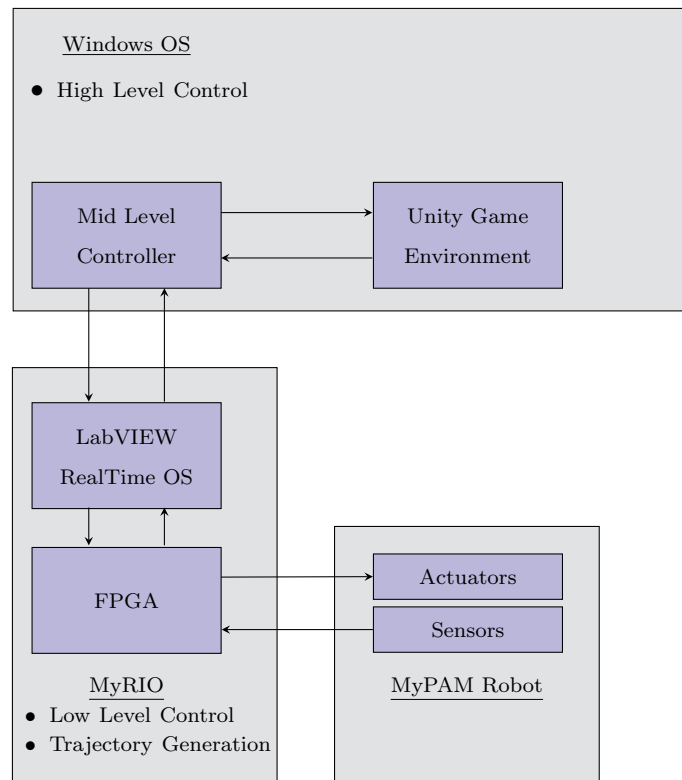 Windows OS
● High Level Control
Mid Level
Controller
Unity Game
Environment
LabVIEW
RealTime OS
FPGA
Actuators
Sensors
MyRIO
● Low Level Control
● Trajectory Generation
MyPAM Robot